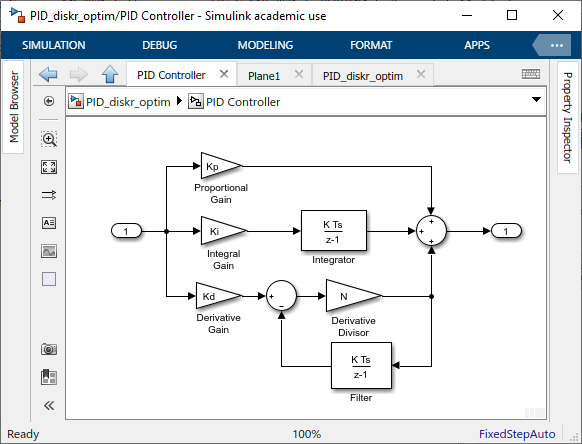 PID_diskr_optim/PID Controller - Simulink academic use
SIMULATION DEBUG MODELING FORMAT APPS
PID Controller Plane1 PID_diskr_optim
PID_diskr_optim PID Controller
Model Browser
Property Inspector
Kp
Proportional
Gain
1
Ki
Integral
Gain
K Ts
z-1
Integrator
+
+
+
1
Kd
Derivative
Gain
+
−
N
Derivative
Divisor
K Ts
z-1
Filter
Ready 100% FixedStepAuto